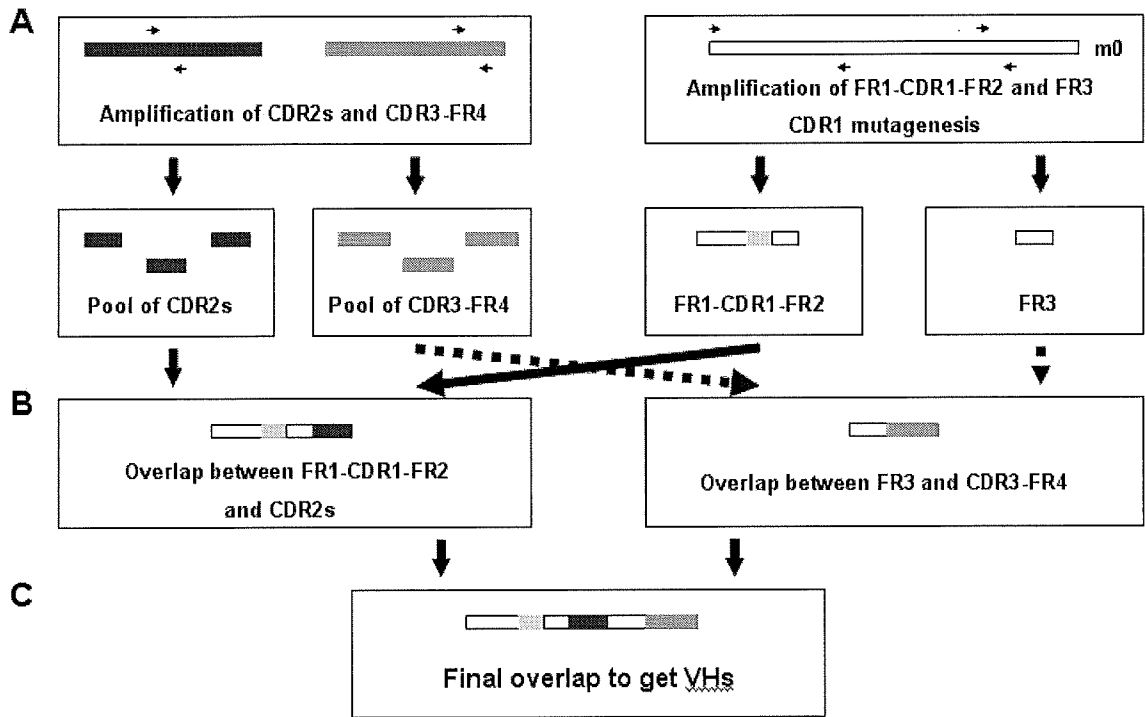 A
m0
Amplification of CDR2s and CDR3-FR4
Amplification of FR1-CDR1-FR2 and FR3
CDR1 mutagenesis
Pool of CDR2s
Pool of CDR3-FR4
FR1-CDR1-FR2
FR3
B
Overlap between FR1-CDR1-FR2
and CDR2s
Overlap between FR3 and CDR3-FR4
C
Final overlap to get VHs